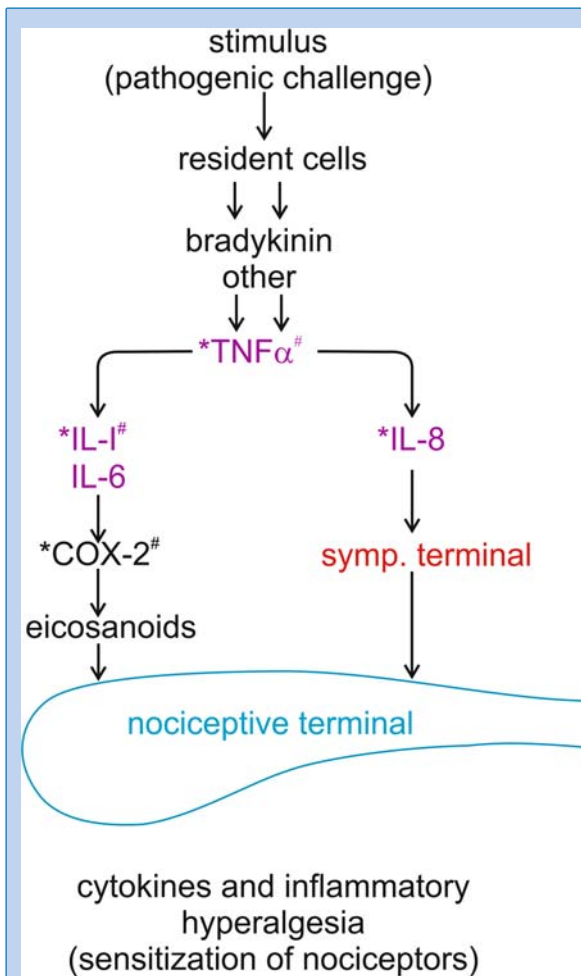 stimulus
(pathogenic challenge)
resident cells
bradykinin
other
*TNFα#
*IL-I#
IL-6
*IL-8
*COX-2#
symp. terminal
eicosanoids
nociceptive terminal
cytokines and inflammatory
hyperalgesia
(sensitization of nociceptors)